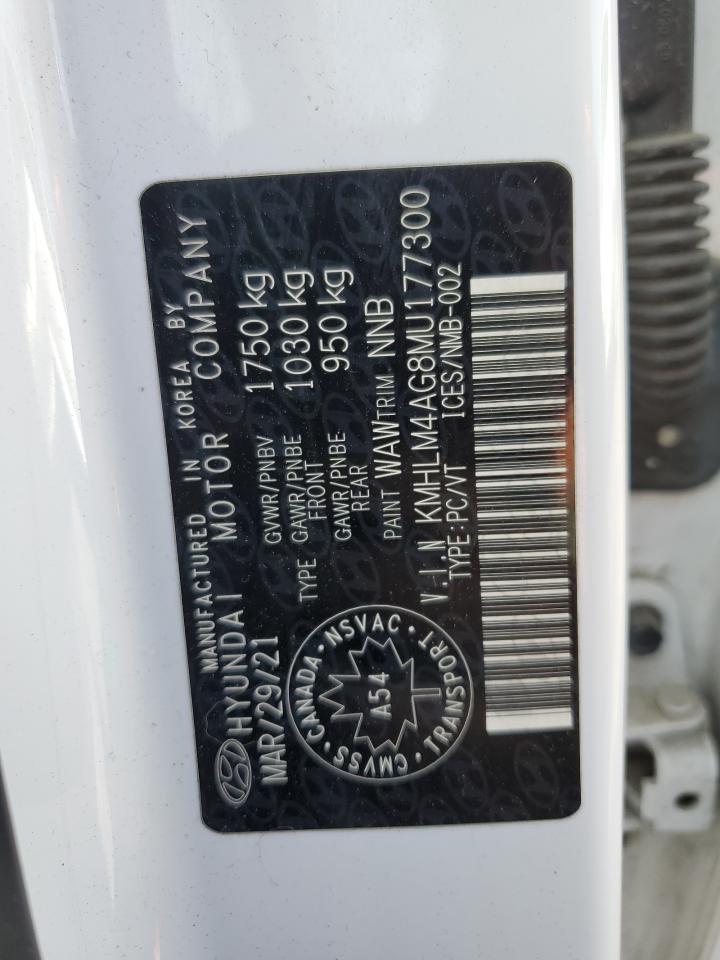 MANUFACTURED IN KOREA BY
HYUNDAI MOTOR COMPANY
MAR/29/21
GVWR/PNBV 1750 kg
TYPE GAWR/PNBE FRONT 1030 kg
GAWR/PNBE REAR 950 kg
PAINT WAW TRIM NNB
CMVSS · CANADA · NSVAC · TRANSPORT ·
A54
V.I.N KMHLM4AG8MU177300
TYPE:PC/VT ICES/NMB-002